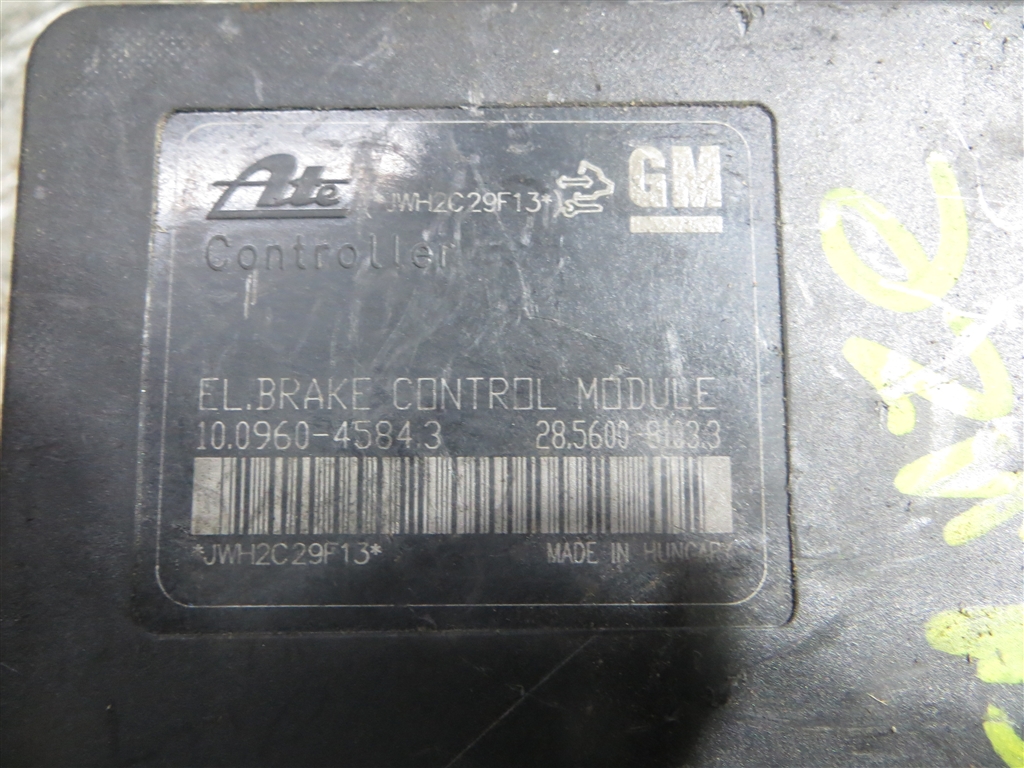 Ate *JWH2C29F13* GM
Controller
EL.BRAKE CONTROL MODULE
10.0960-4584.3
*JWH2C29F13* MADE IN HUNGARY